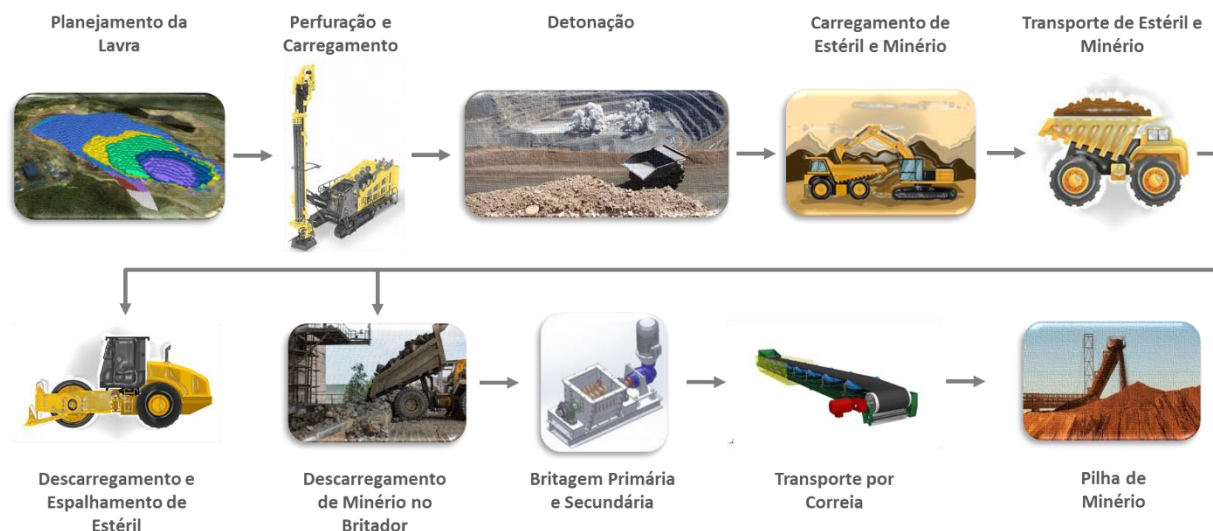 Planejamento da
Lavra
Perfuração e
Carregamento
Detonação
Carregamento de
Estéril e Minério
Transporte de Estéril e
Minério
Descarregamento e
Espalhamento de
Estéril
Descarregamento
de Minério no
Britador
Britagem Primária
e Secundária
Transporte por
Correia
Pilha de
Minério